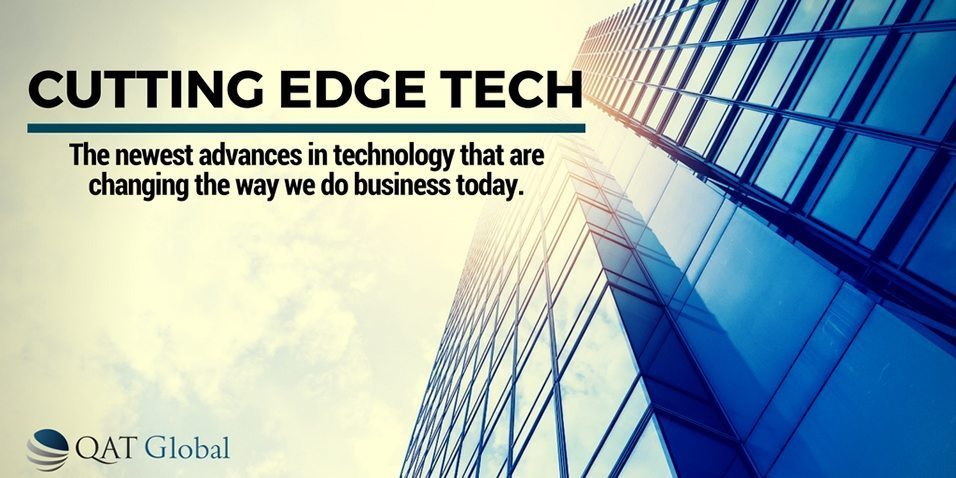 CUTTING EDGE TECH
The newest advances in technology that are
changing the way we do business today.
QAT Global